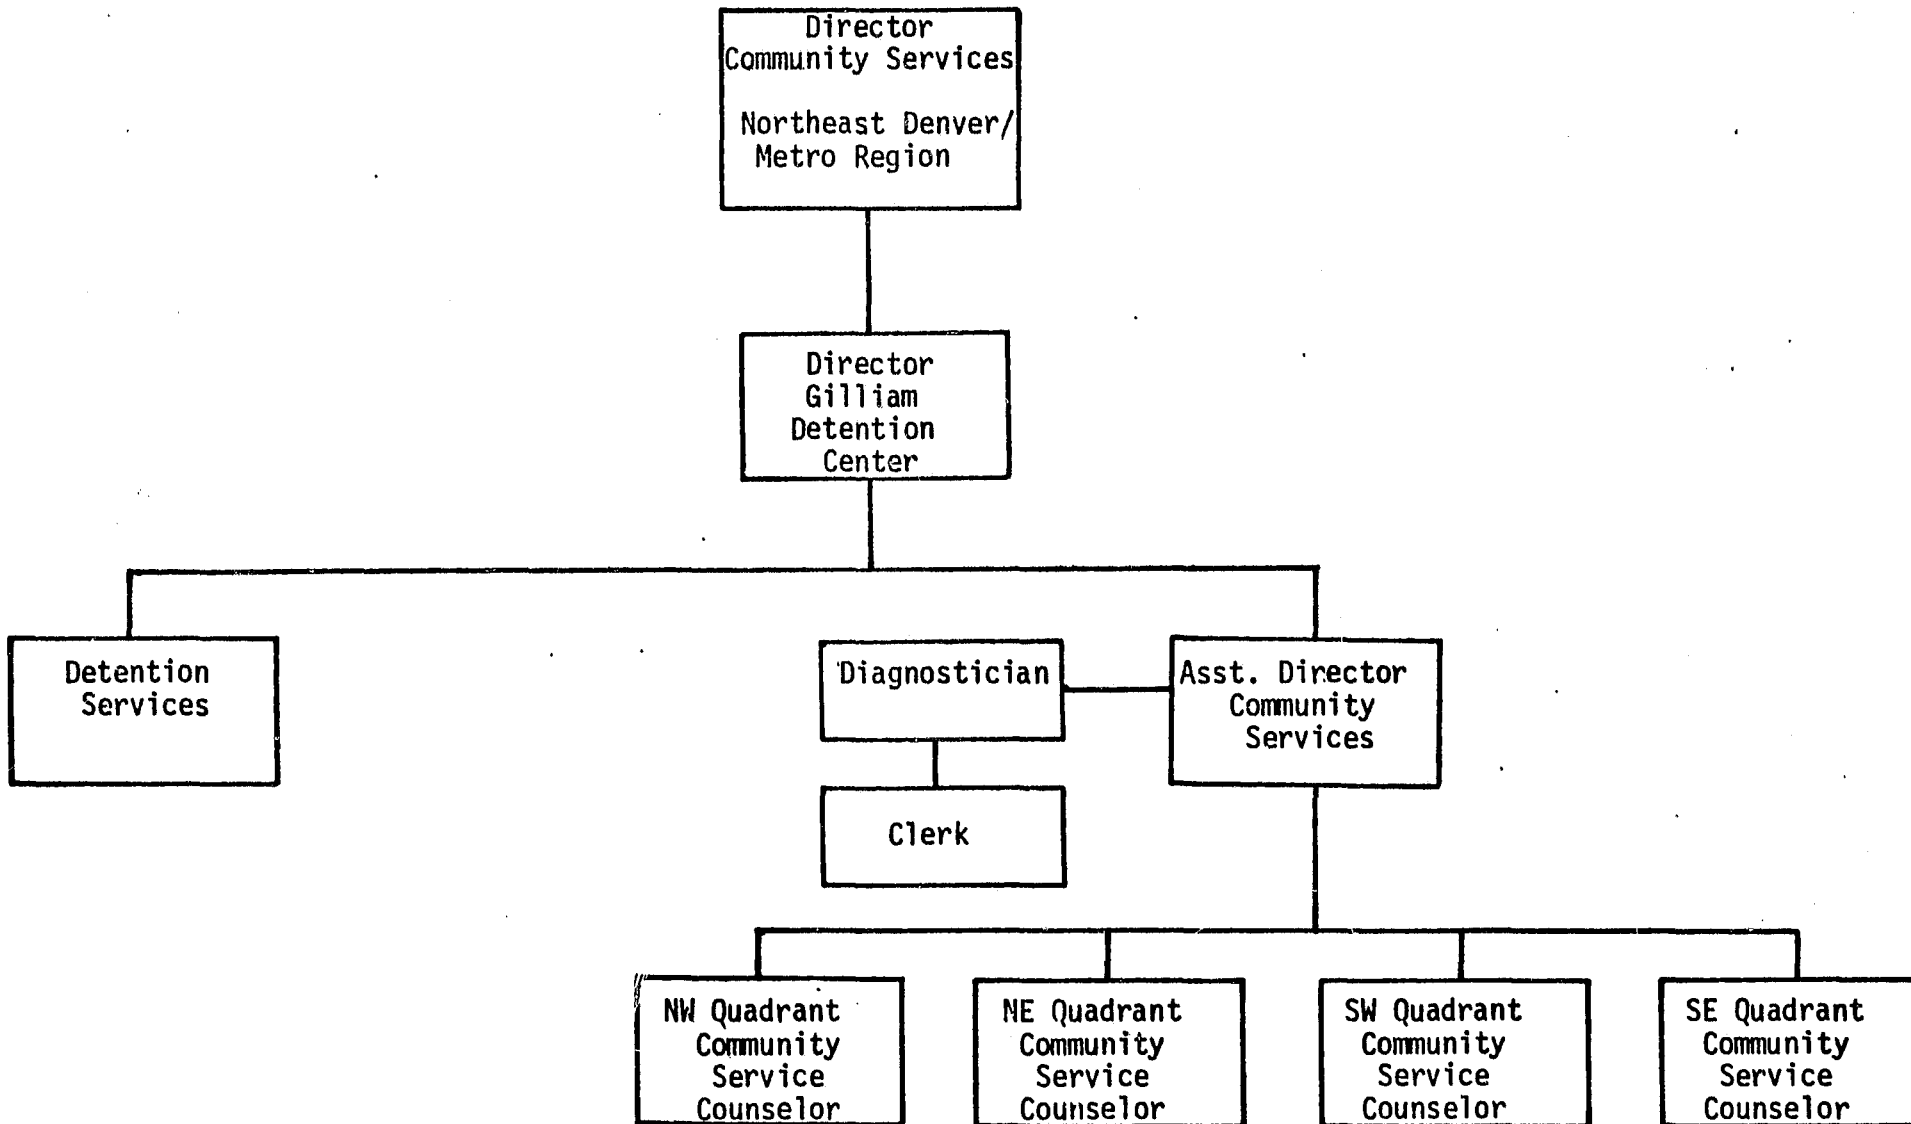 Director
Community Services
Northeast Denver/
Metro Region
Director
Gilliam
Detention
Center
Detention
Services
Diagnostician
Asst. Director
Community
Services
Clerk
NW Quadrant
Community
Service
Counselor
NE Quadrant
Community
Service
Counselor
SW Quadrant
Community
Service
Counselor
SE Quadrant
Community
Service
Counselor